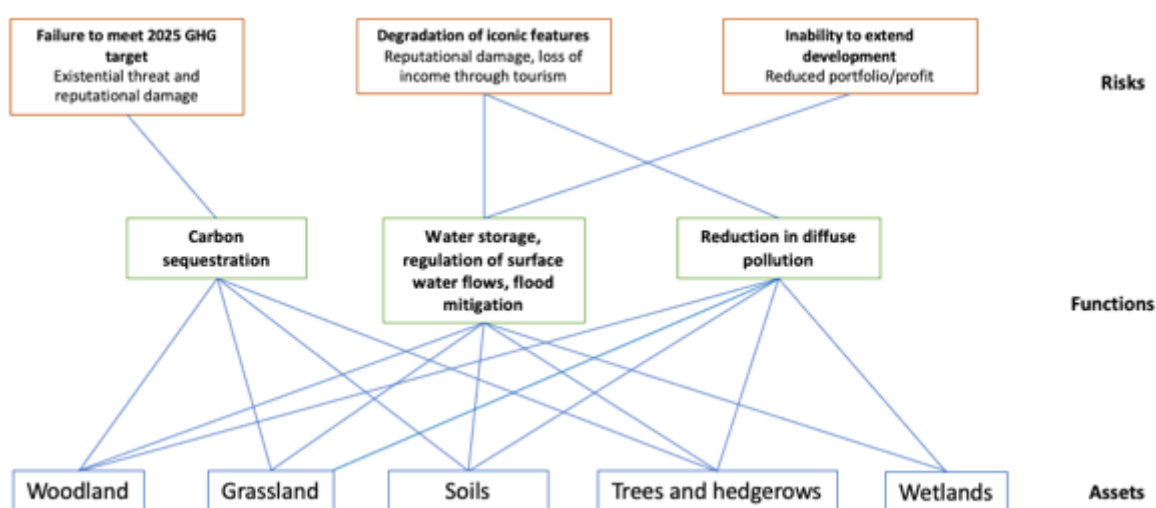 Failure to meet 2025 GHG
target
Existential threat and
reputational damage
Degradation of iconic features
Reputational damage, loss of
income through tourism
Inability to extend
development
Reduced portfolio/profit
Risks
Carbon
sequestration
Water storage,
regulation of surface
water flows, flood
mitigation
Reduction in diffuse
pollution
Functions
Woodland
Grassland
Soils
Trees and hedgerows
Wetlands
Assets